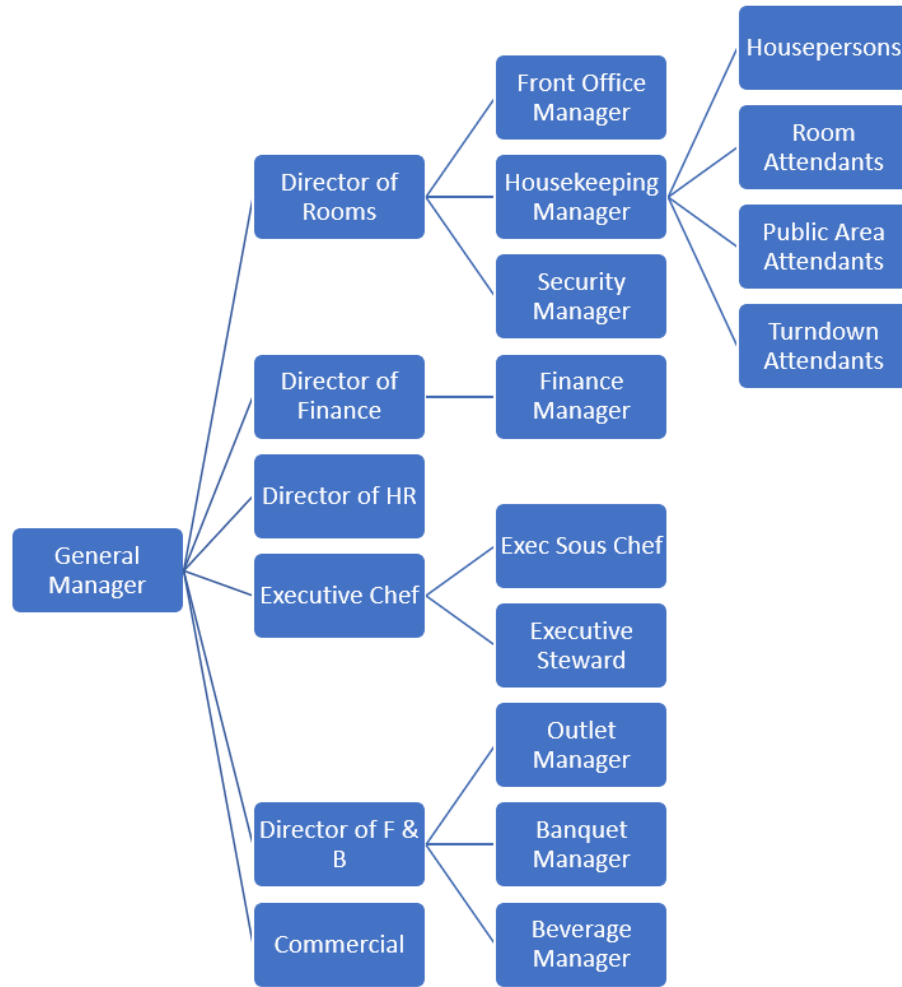 General
Manager
Director of
Rooms
Front Office
Manager
Housekeeping
Manager
Housepersons
Room
Attendants
Public Area
Attendants
Turndown
Attendants
Security
Manager
Director of
Finance
Finance
Manager
Director of HR
Executive Chef
Exec Sous Chef
Executive
Steward
Director of F &
B
Outlet
Manager
Banquet
Manager
Beverage
Manager
Commercial